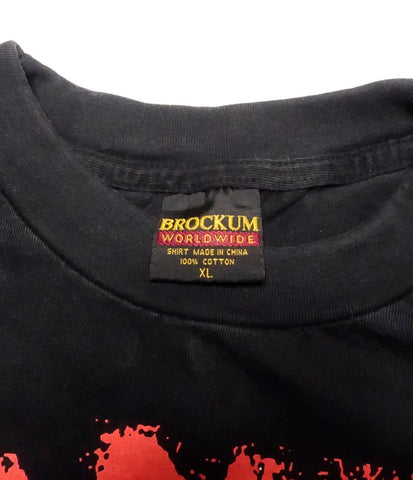 BROCKUM
WORLDWIDE
SHIRT MADE IN CHINA
100% COTTON
XL